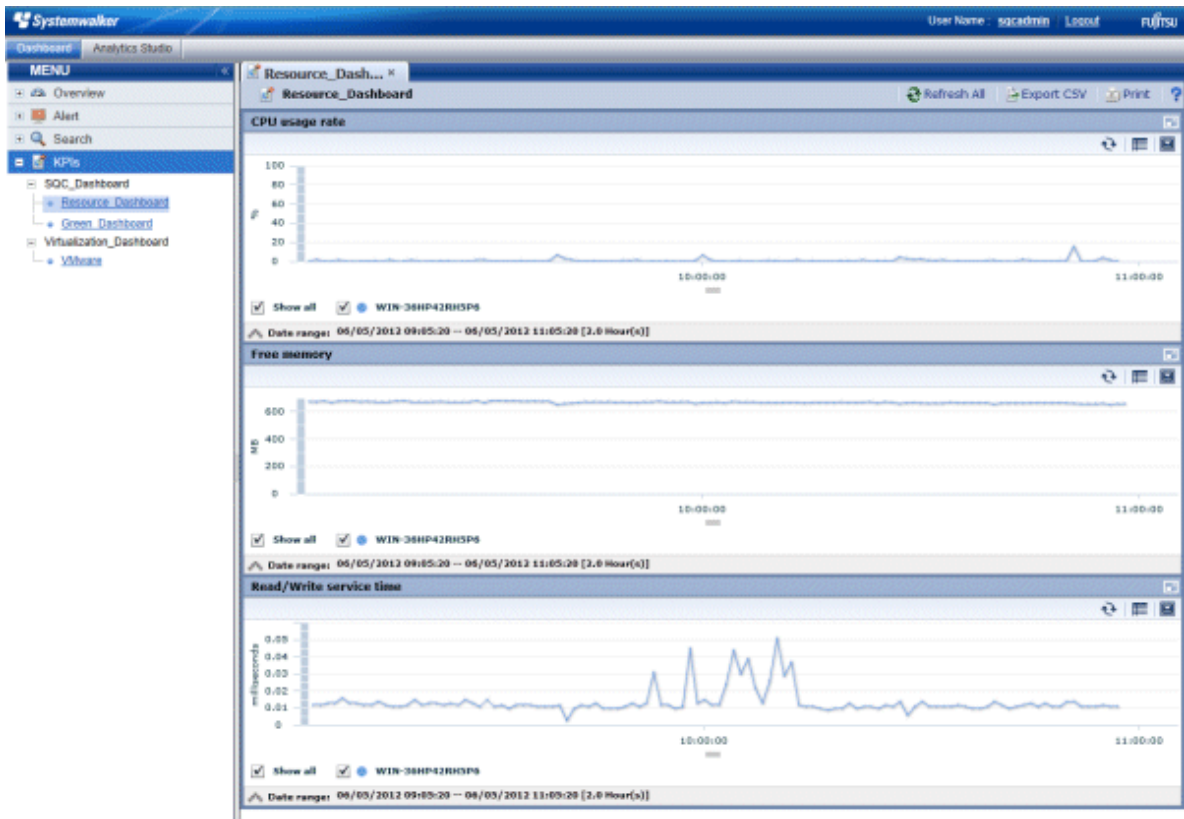 Systemwalker
User Name : sqcadmin Logout FUJITSU
Dashboard Analytics Studio
MENU
Overview
Alert
Search
KPIs
SQC_Dashboard
Resource_Dashboard
Green_Dashboard
Virtualization_Dashboard
VMware
Resource_Dash... ×
Resource_Dashboard Refresh All Export CSV Print ?
CPU usage rate
100
80
60
%
40
20
0
10:00:00 11:00:00
Show all WIN-36HP42RH5P6
Date range: 06/05/2012 09:05:20 -- 06/05/2012 11:05:20 [2.0 Hour(s)]
Free memory
600
400
MB
200
0
10:00:00 11:00:00
Show all WIN-36HP42RH5P6
Date range: 06/05/2012 09:05:20 -- 06/05/2012 11:05:20 [2.0 Hour(s)]
Read/Write service time
0.05
0.04
0.03
milliseconds
0.02
0.01
0
10:00:00 11:00:00
Show all WIN-36HP42RH5P6
Date range: 06/05/2012 09:05:20 -- 06/05/2012 11:05:20 [2.0 Hour(s)]